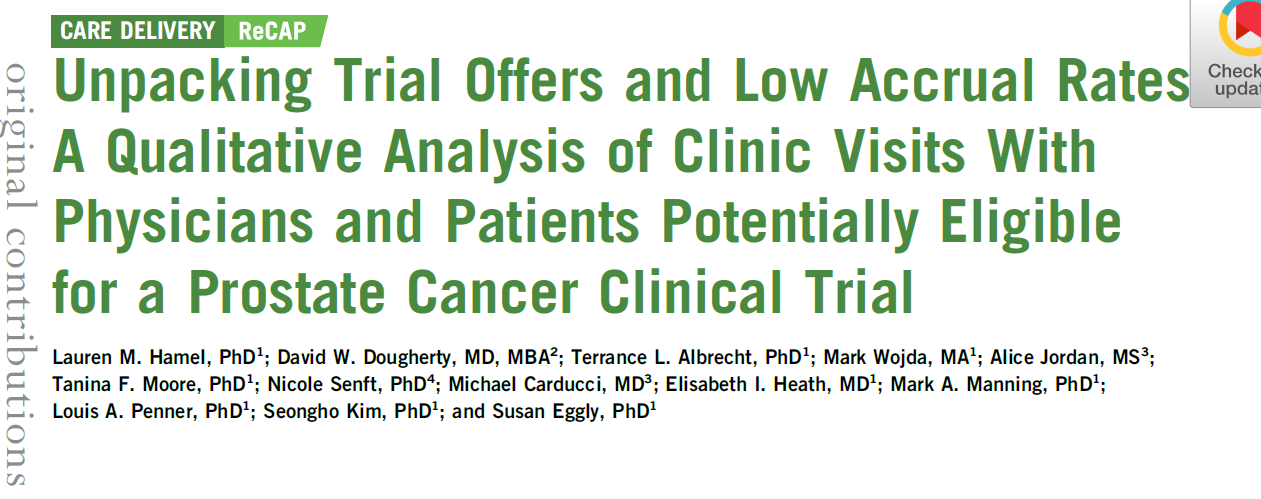 CARE DELIVERY ReCAP
Unpacking Trial Offers and Low Accrual Rates
A Qualitative Analysis of Clinic Visits With
Physicians and Patients Potentially Eligible
for a Prostate Cancer Clinical Trial
Lauren M. Hamel, PhD¹; David W. Dougherty, MD, MBA²; Terrance L. Albrecht, PhD¹; Mark Wojda, MA¹; Alice Jordan, MS³;
Tanina F. Moore, PhD¹; Nicole Senft, PhD⁴; Michael Carducci, MD³; Elisabeth I. Heath, MD¹; Mark A. Manning, PhD¹;
Louis A. Penner, PhD¹; Seongho Kim, PhD¹; and Susan Eggly, PhD¹
original contributions
Check
updat